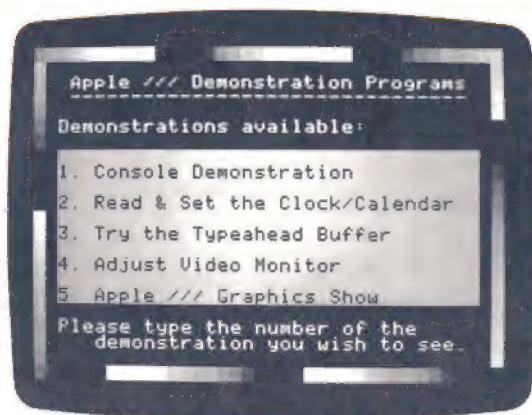 Apple /// Demonstration Programs
Demonstrations available:
1. Console Demonstration
2. Read & Set the Clock/Calendar
3. Try the Typeahead Buffer
4. Adjust Video Monitor
5. Apple /// Graphics Show
Please type the number of the
demonstration you wish to see.